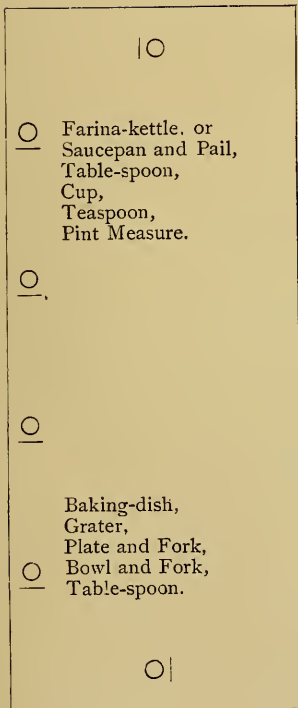 Farina-kettle, or
Saucepan and Pail,
Table-spoon,
Cup,
Teaspoon,
Pint Measure.
Baking-dish,
Grater,
Plate and Fork,
Bowl and Fork,
Table-spoon.